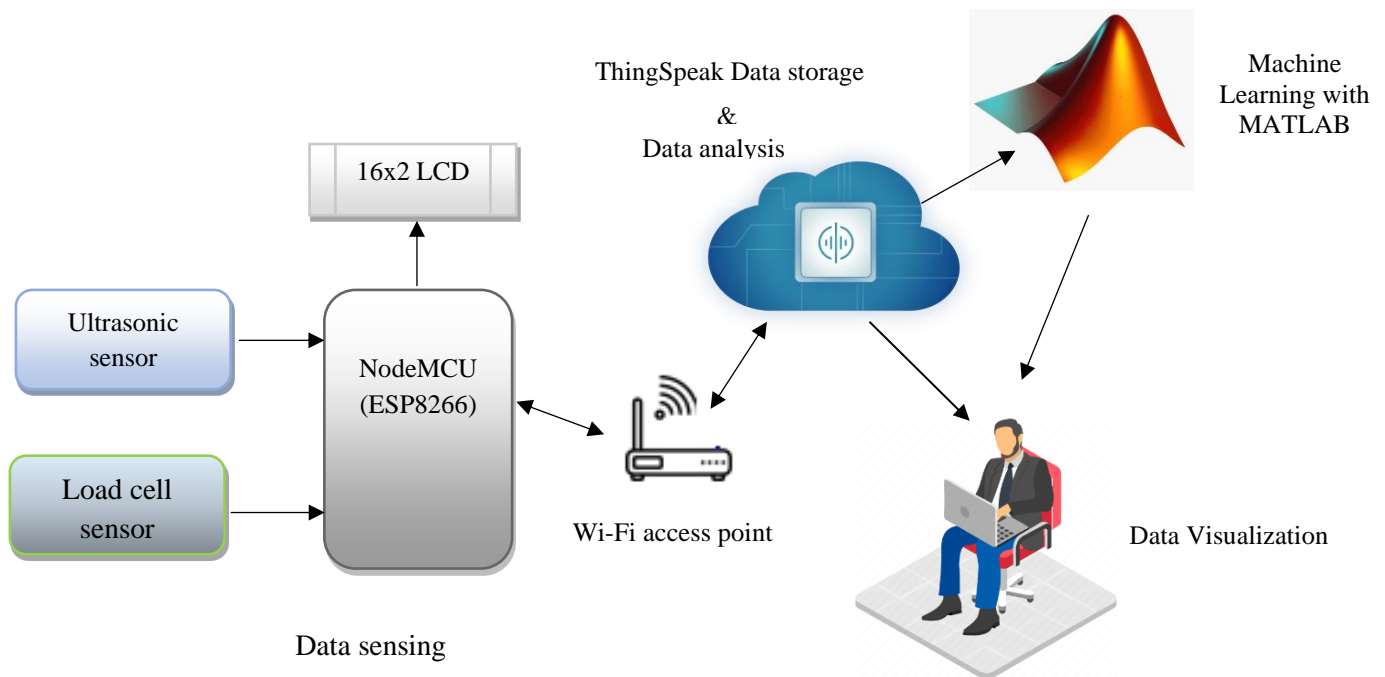 ThingSpeak Data storage
&
Data analysis
Machine
Learning with
MATLAB
16x2 LCD
Ultrasonic
sensor
NodeMCU
(ESP8266)
Load cell
sensor
Wi-Fi access point
Data Visualization
Data sensing